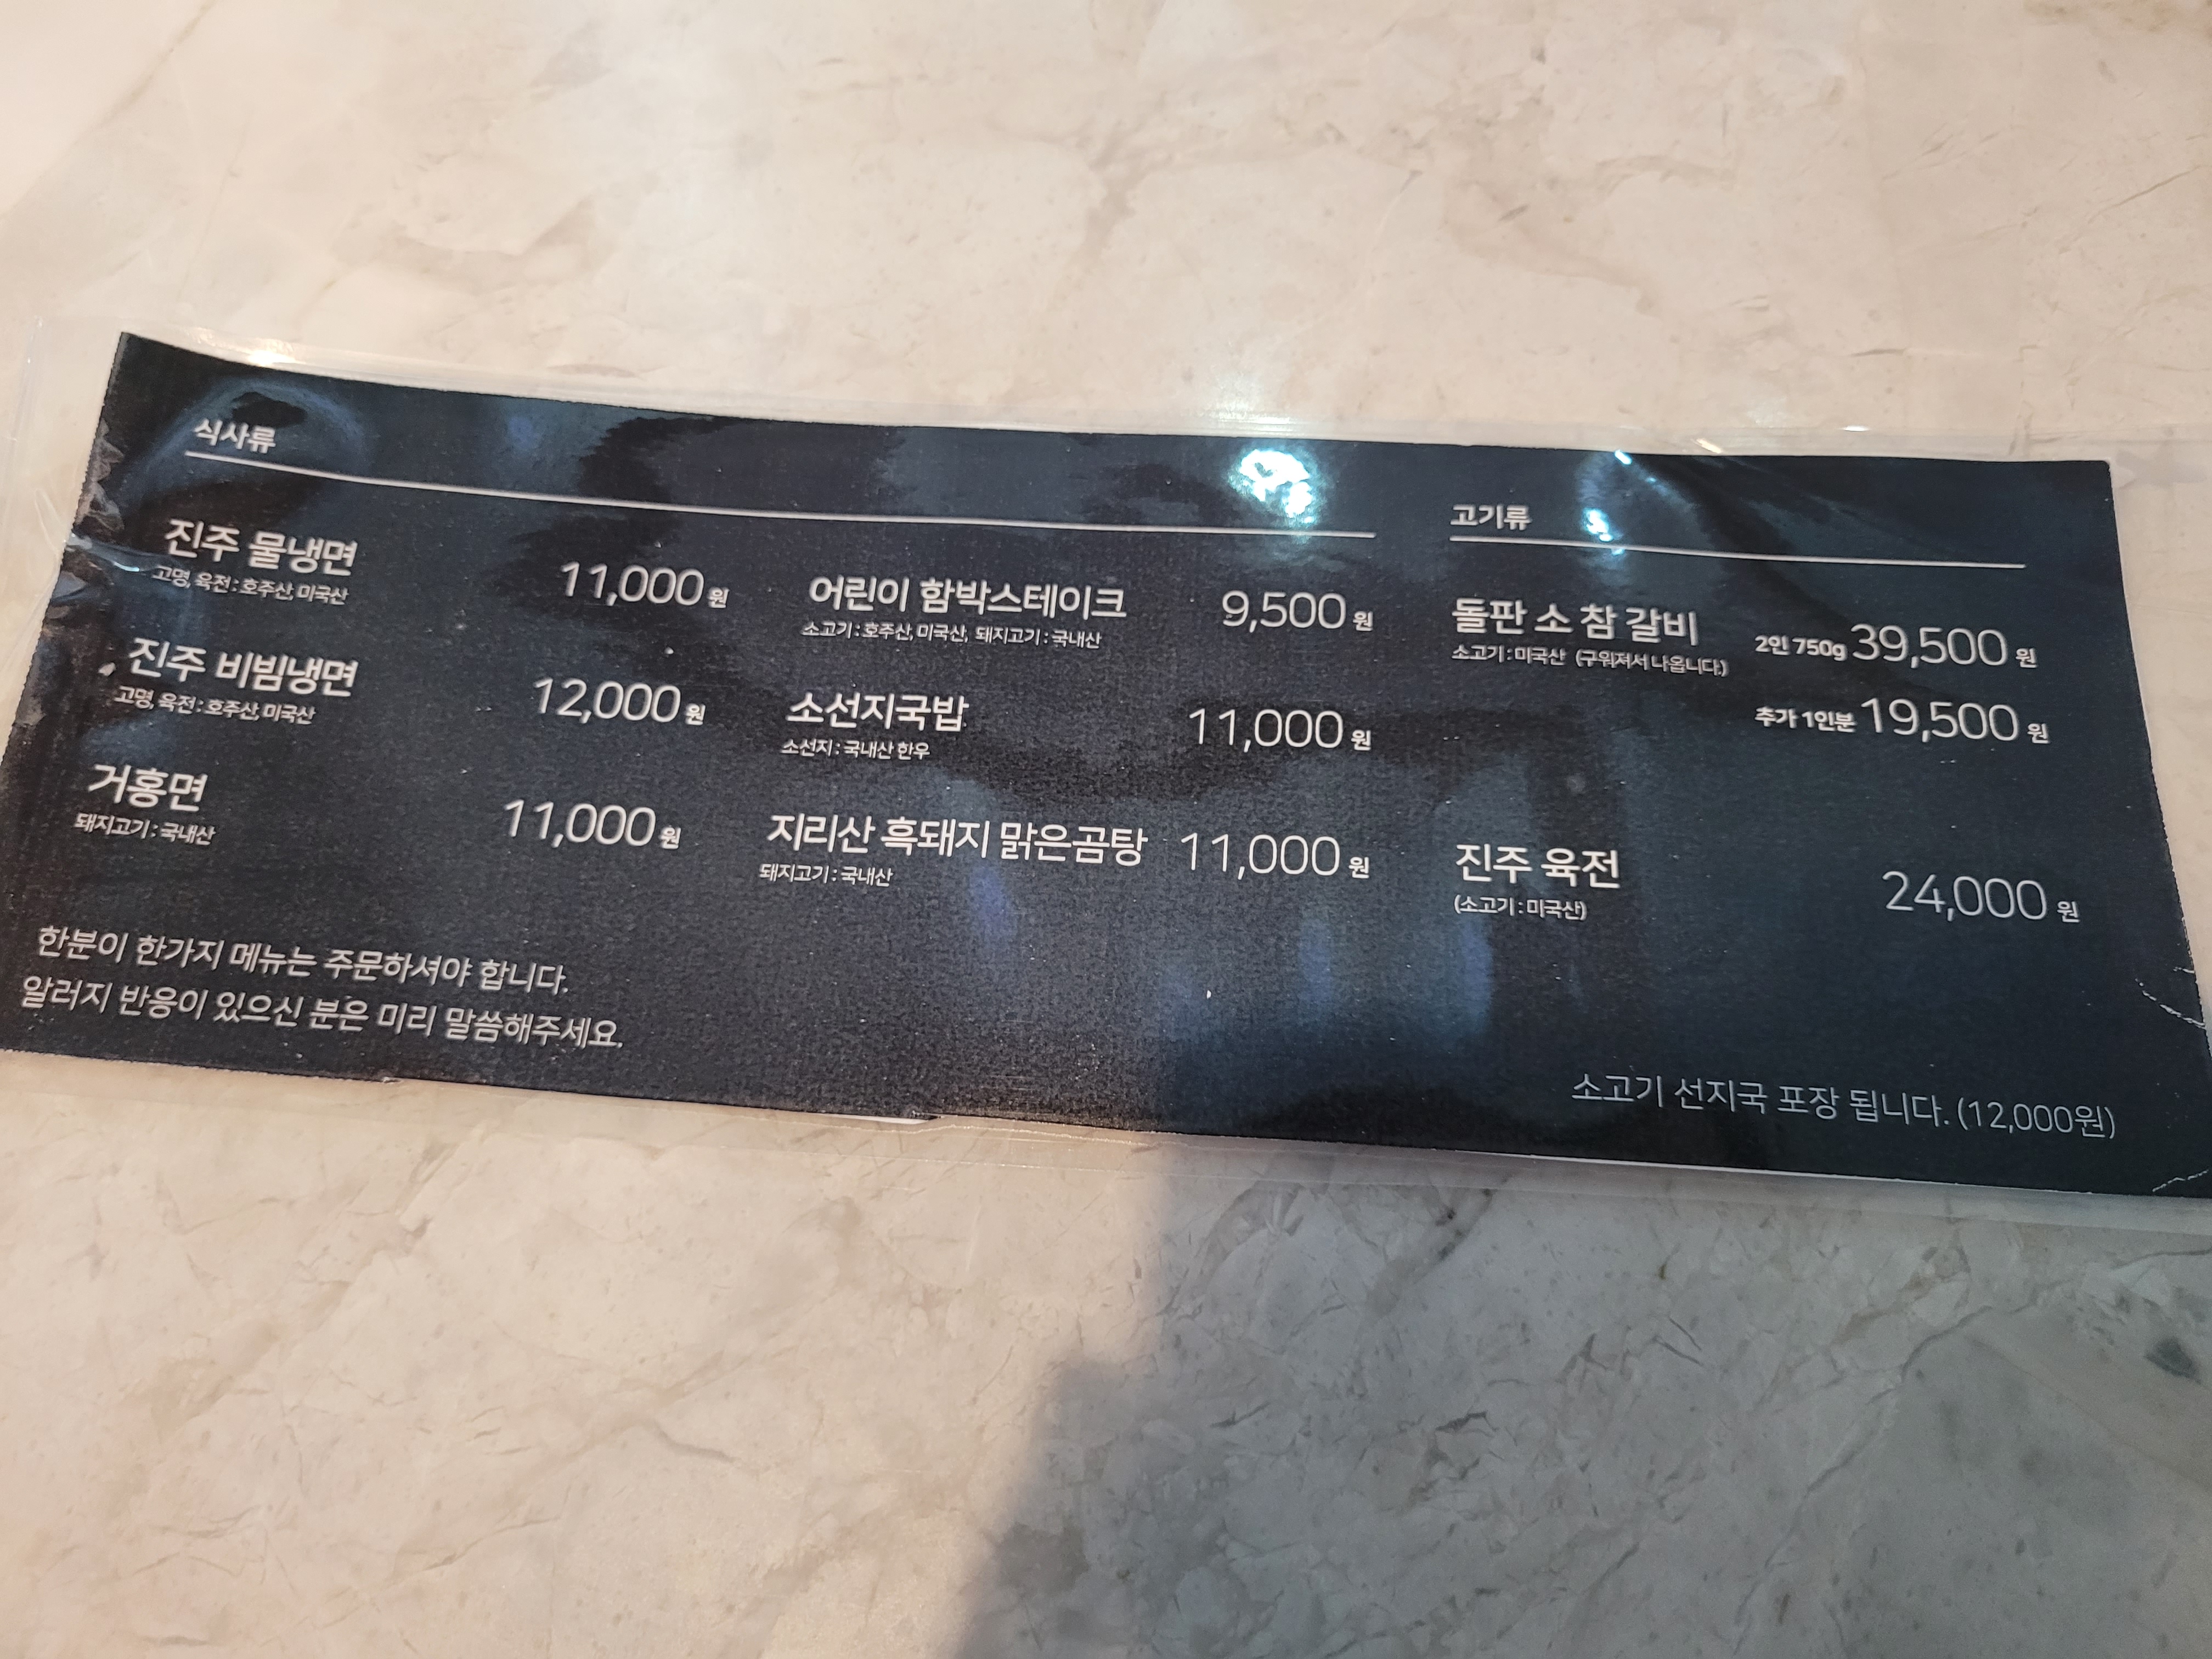 식사류
진주 물냉면 11,000 원
고명, 육전 : 호주산, 미국산
진주 비빔냉면 12,000 원
고명, 육전 : 호주산, 미국산
거홍면 11,000 원
돼지고기 : 국내산
어린이 함박스테이크 9,500 원
소고기 : 호주산, 미국산, 돼지고기 : 국내산
소선지국밥 11,000 원
소선지 : 국내산 한우
지리산 흑돼지 맑은곰탕 11,000 원
돼지고기 : 국내산
한분이 한가지 메뉴는 주문하셔야 합니다.
알러지 반응이 있으신 분은 미리 말씀해주세요.
고기류
돌판 소 참 갈비 2인 750g 39,500 원
소고기 : 미국산 (구워져서 나옵니다.)
추가 1인분 19,500 원
진주 육전 24,000 원
(소고기 : 미국산)
소고기 선지국 포장 됩니다. (12,000원)